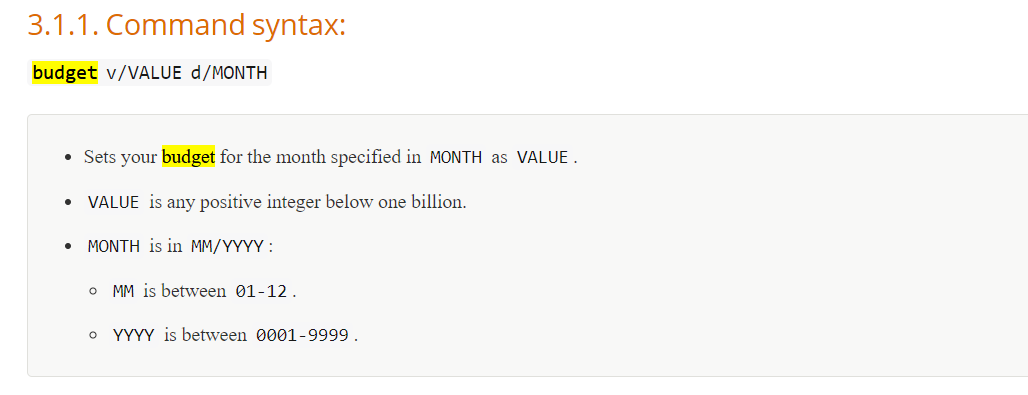 3.1.1. Command syntax:
budget v/VALUE d/MONTH
• Sets your budget for the month specified in MONTH as VALUE.
• VALUE is any positive integer below one billion.
• MONTH is in MM/YYYY:
◦ MM is between 01-12.
◦ YYYY is between 0001-9999.